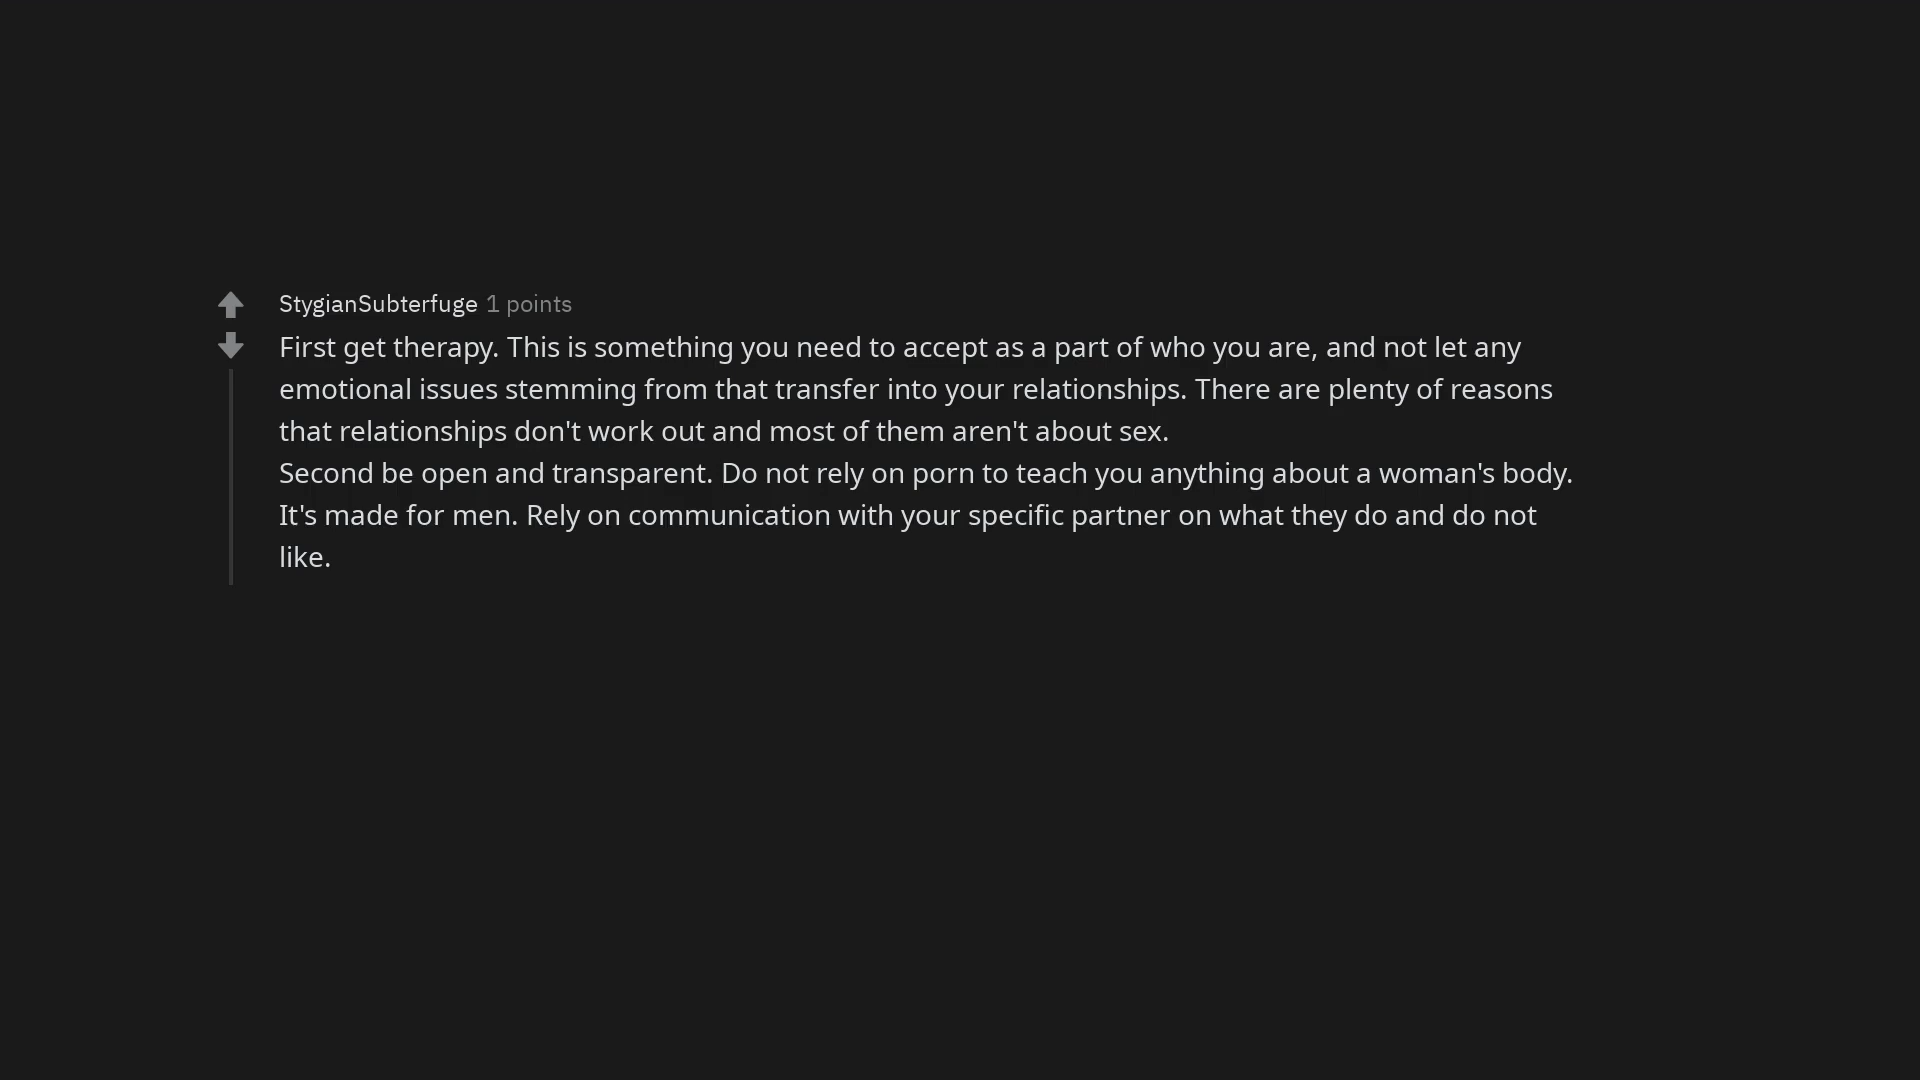 StygianSubterfuge 1 points
First get therapy. This is something you need to accept as a part of who you are, and not let any
emotional issues stemming from that transfer into your relationships. There are plenty of reasons
that relationships don't work out and most of them aren't about sex.
Second be open and transparent. Do not rely on porn to teach you anything about a woman's body.
It's made for men. Rely on communication with your specific partner on what they do and do not
like.